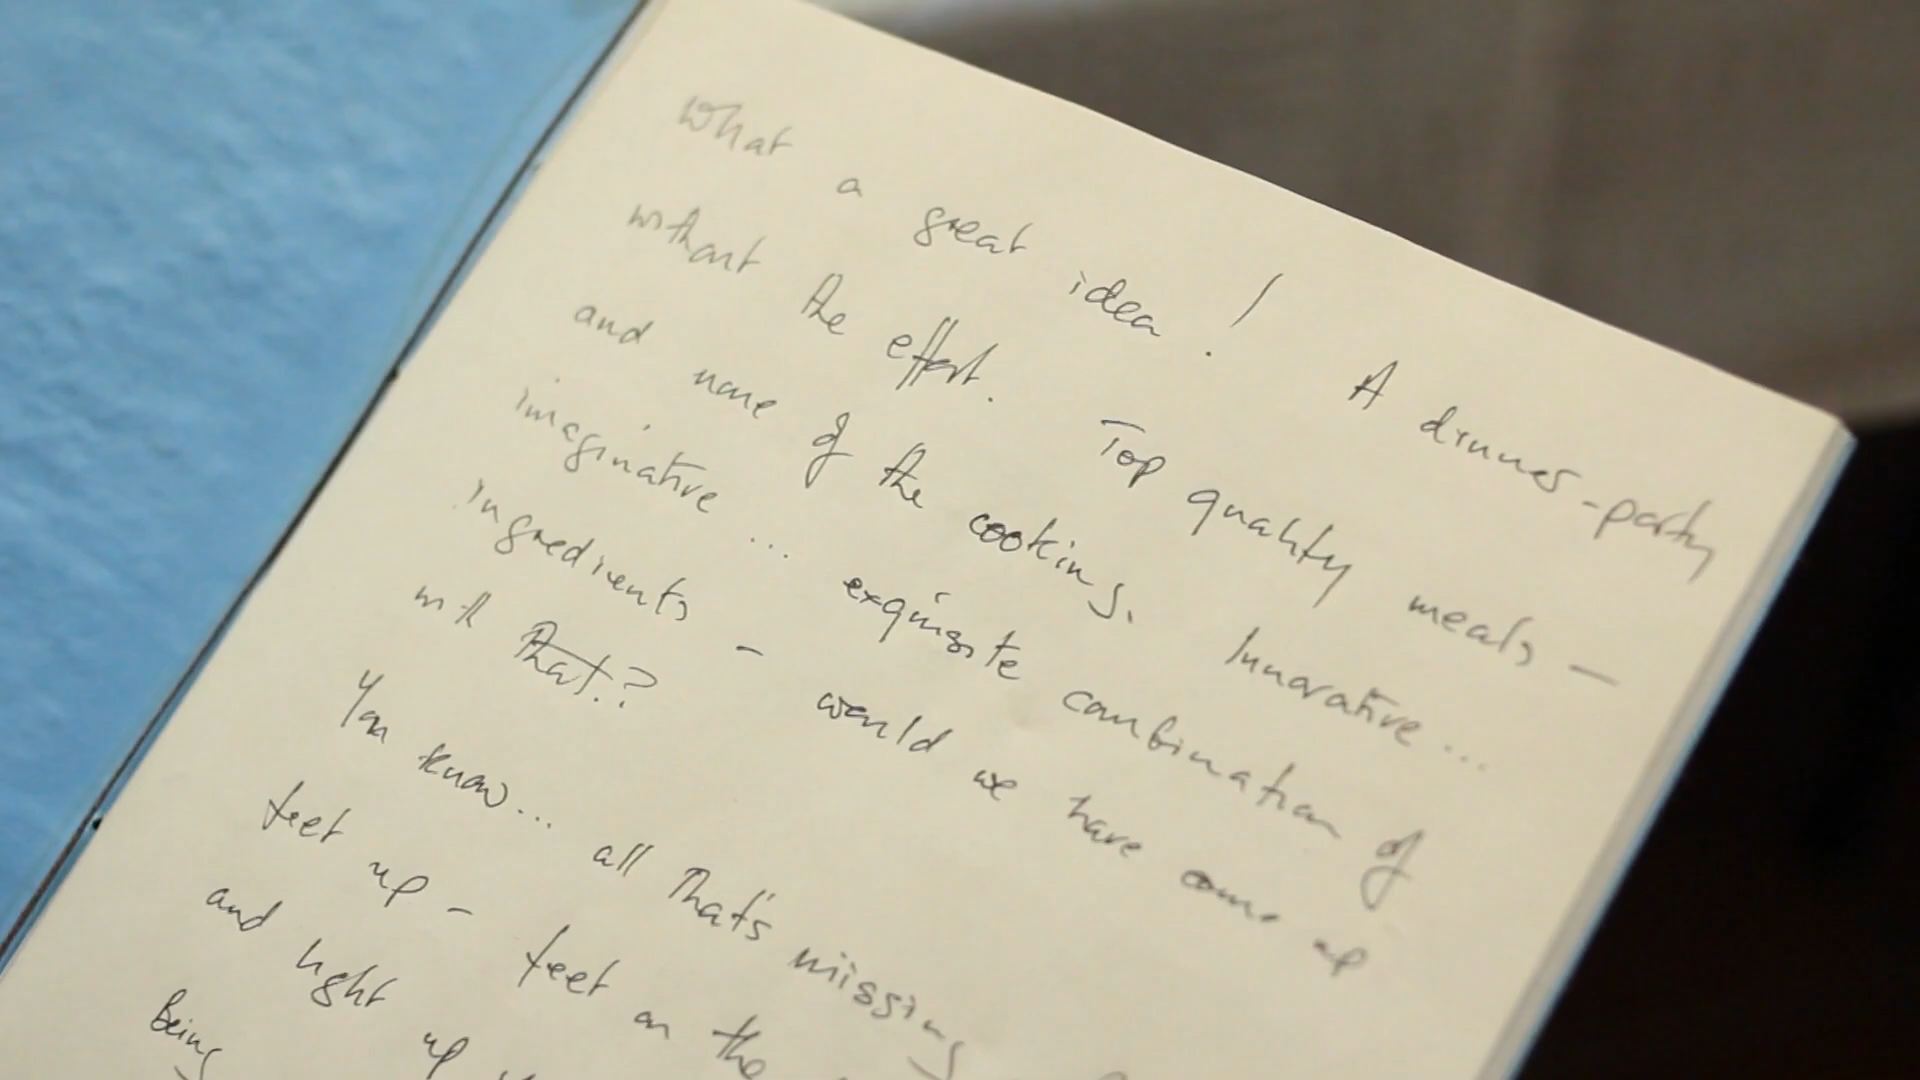 What a great idea! A dinner-party
without the effort. Top quality meals —
and none of the cooking. Innovative...
imaginative ... exquisite combination of
ingredients - would we have come up
with that.?
You know... all that's missing
feet up - feet on the
and light up
Being